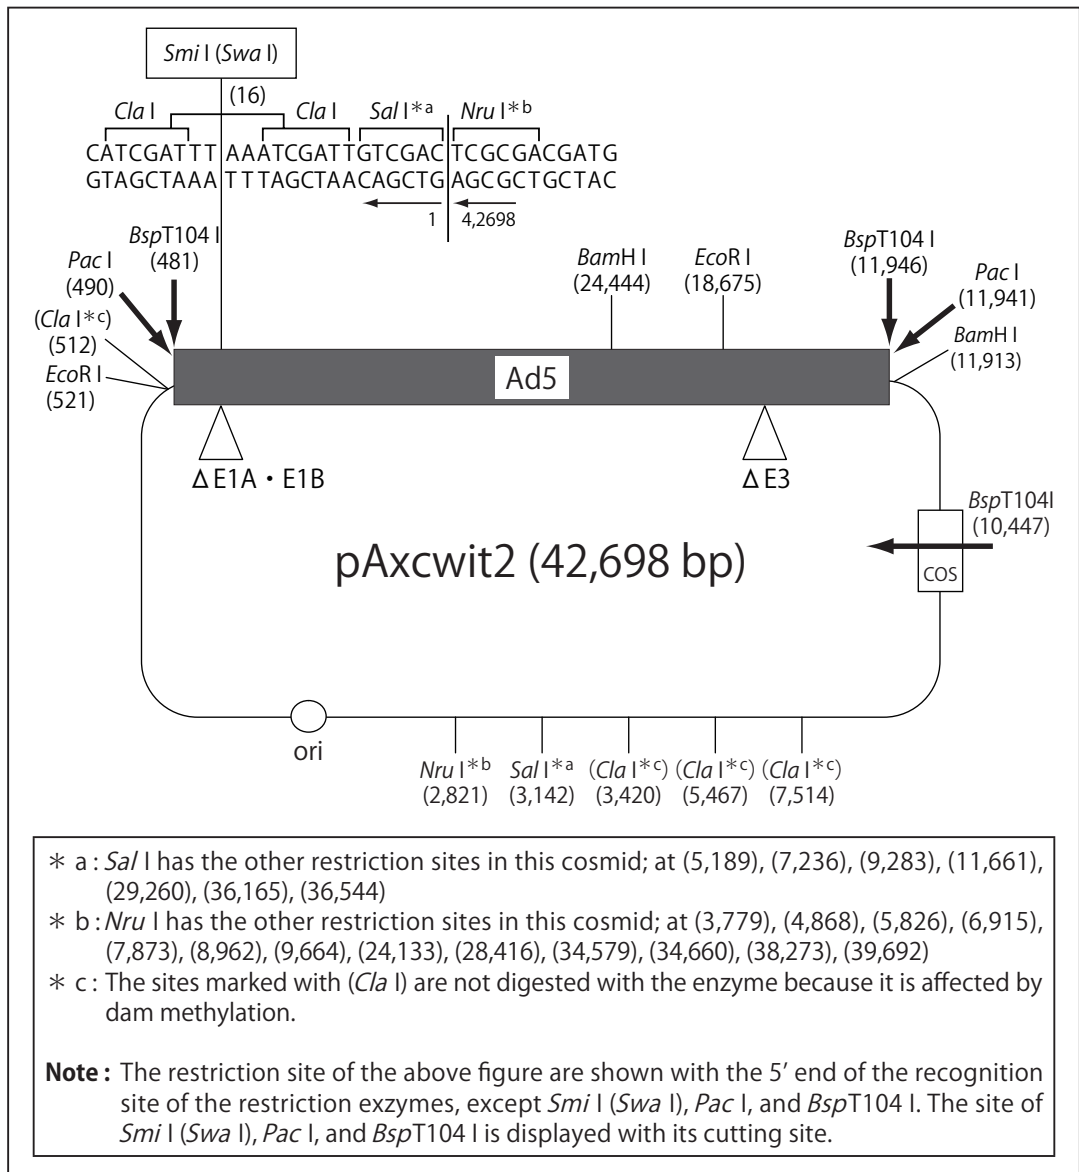 Smi I (Swa I)
(16)
Cla I
Cla I
Sal I*a
Nru I*b
CATCGATTT AAATCGATTGTCGAC TCGCGACGATG
GTAGCTAAA TTTAGCTAACAGCTG AGCGCTGCTAC
1
4,2698
BspT104 I
(481)
Pac I
(490)
(Cla I*c)
(512)
EcoR I
(521)
BamH I
(24,444)
EcoR I
(18,675)
BspT104 I
(11,946)
Pac I
(11,941)
BamH I
(11,913)
Ad5
Δ E1A・E1B
Δ E3
BspT104I
(10,447)
COS
pAxcwit2 (42,698 bp)
ori
Nru I*b
(2,821)
Sal I*a
(3,142)
(Cla I*c)
(3,420)
(Cla I*c)
(5,467)
(Cla I*c)
(7,514)
* a : Sal I has the other restriction sites in this cosmid; at (5,189), (7,236), (9,283), (11,661),
(29,260), (36,165), (36,544)
* b : Nru I has the other restriction sites in this cosmid; at (3,779), (4,868), (5,826), (6,915),
(7,873), (8,962), (9,664), (24,133), (28,416), (34,579), (34,660), (38,273), (39,692)
* c : The sites marked with (Cla I) are not digested with the enzyme because it is affected by
dam methylation.
Note : The restriction site of the above figure are shown with the 5′ end of the recognition
site of the restriction exzymes, except Smi I (Swa I), Pac I, and BspT104 I. The site of
Smi I (Swa I), Pac I, and BspT104 I is displayed with its cutting site.